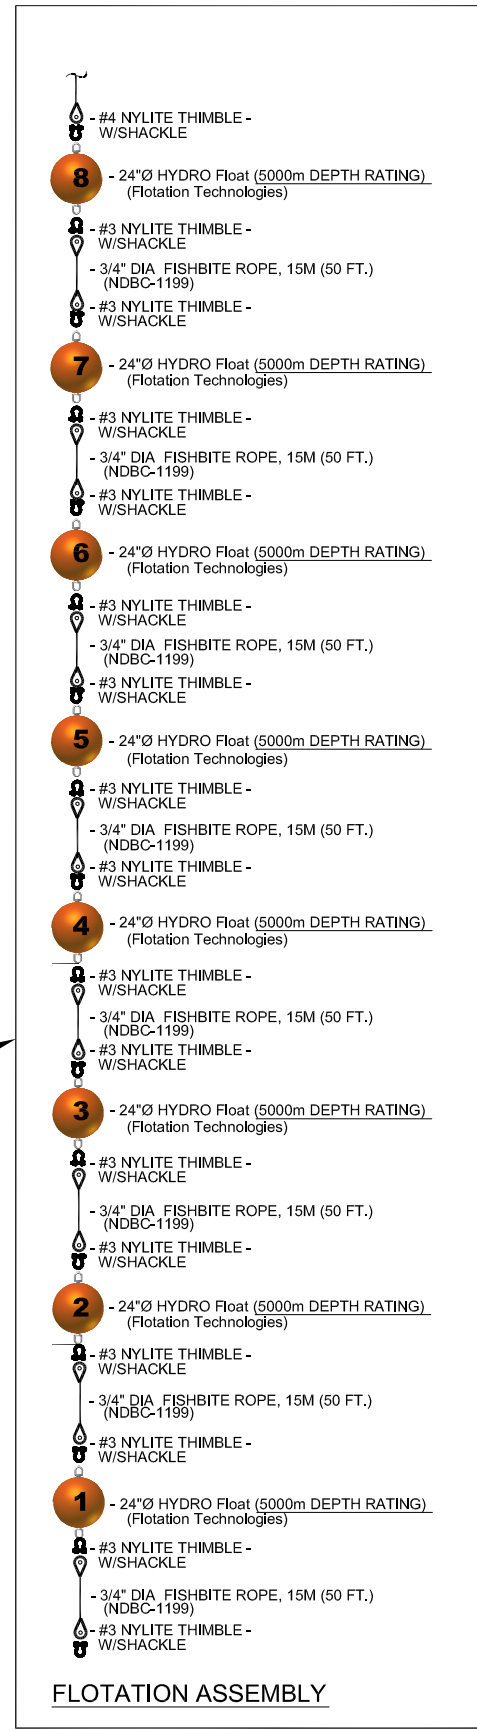 - #4 NYLITE THIMBLE -
W/SHACKLE
8 - 24"Ø HYDRO Float (5000m DEPTH RATING)
(Flotation Technologies)
- #3 NYLITE THIMBLE -
W/SHACKLE
- 3/4" DIA FISHBITE ROPE, 15M (50 FT.)
(NDBC-1199)
- #3 NYLITE THIMBLE -
W/SHACKLE
7 - 24"Ø HYDRO Float (5000m DEPTH RATING)
(Flotation Technologies)
- #3 NYLITE THIMBLE -
W/SHACKLE
- 3/4" DIA FISHBITE ROPE, 15M (50 FT.)
(NDBC-1199)
- #3 NYLITE THIMBLE -
W/SHACKLE
6 - 24"Ø HYDRO Float (5000m DEPTH RATING)
(Flotation Technologies)
- #3 NYLITE THIMBLE -
W/SHACKLE
- 3/4" DIA FISHBITE ROPE, 15M (50 FT.)
(NDBC-1199)
- #3 NYLITE THIMBLE -
W/SHACKLE
5 - 24"Ø HYDRO Float (5000m DEPTH RATING)
(Flotation Technologies)
- #3 NYLITE THIMBLE -
W/SHACKLE
- 3/4" DIA FISHBITE ROPE, 15M (50 FT.)
(NDBC-1199)
- #3 NYLITE THIMBLE -
W/SHACKLE
4 - 24"Ø HYDRO Float (5000m DEPTH RATING)
(Flotation Technologies)
- #3 NYLITE THIMBLE -
W/SHACKLE
- 3/4" DIA FISHBITE ROPE, 15M (50 FT.)
(NDBC-1199)
- #3 NYLITE THIMBLE -
W/SHACKLE
3 - 24"Ø HYDRO Float (5000m DEPTH RATING)
(Flotation Technologies)
- #3 NYLITE THIMBLE -
W/SHACKLE
- 3/4" DIA FISHBITE ROPE, 15M (50 FT.)
(NDBC-1199)
- #3 NYLITE THIMBLE -
W/SHACKLE
2 - 24"Ø HYDRO Float (5000m DEPTH RATING)
(Flotation Technologies)
- #3 NYLITE THIMBLE -
W/SHACKLE
- 3/4" DIA FISHBITE ROPE, 15M (50 FT.)
(NDBC-1199)
- #3 NYLITE THIMBLE -
W/SHACKLE
1 - 24"Ø HYDRO Float (5000m DEPTH RATING)
(Flotation Technologies)
- #3 NYLITE THIMBLE -
W/SHACKLE
- 3/4" DIA FISHBITE ROPE, 15M (50 FT.)
(NDBC-1199)
- #3 NYLITE THIMBLE -
W/SHACKLE
FLOTATION ASSEMBLY